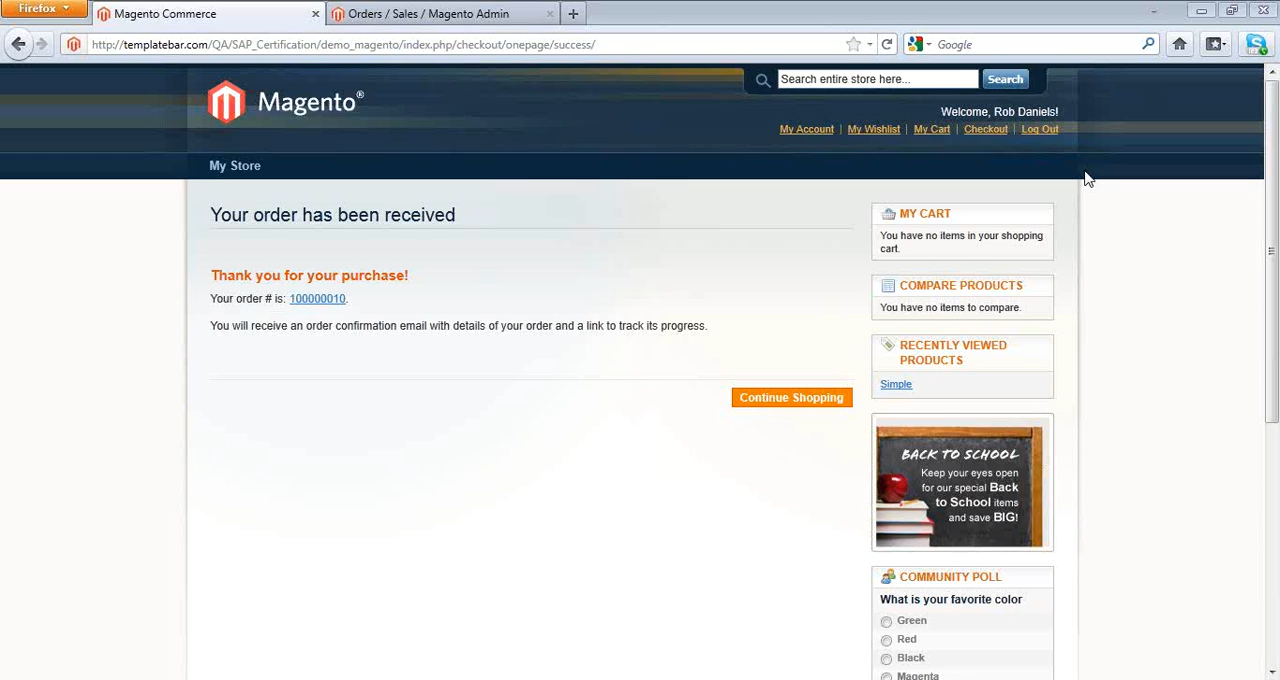 Firefox
Magento Commerce
Orders / Sales / Magento Admin
http://templatebar.com/QA/SAP_Certification/demo_magento/index.php/checkout/onepage/success/
Google
Search entire store here...
Search
Magento®
Welcome, Rob Daniels!
My Account | My Wishlist | My Cart | Checkout | Log Out
My Store
Your order has been received
Thank you for your purchase!
Your order # is: 100000010.
You will receive an order confirmation email with details of your order and a link to track its progress.
Continue Shopping
MY CART
You have no items in your shopping
cart.
COMPARE PRODUCTS
You have no items to compare.
RECENTLY VIEWED
PRODUCTS
Simple
BACK TO SCHOOL
Keep your eyes open
for our special Back
to School items
and save BIG!
COMMUNITY POLL
What is your favorite color
Green
Red
Black
Magenta